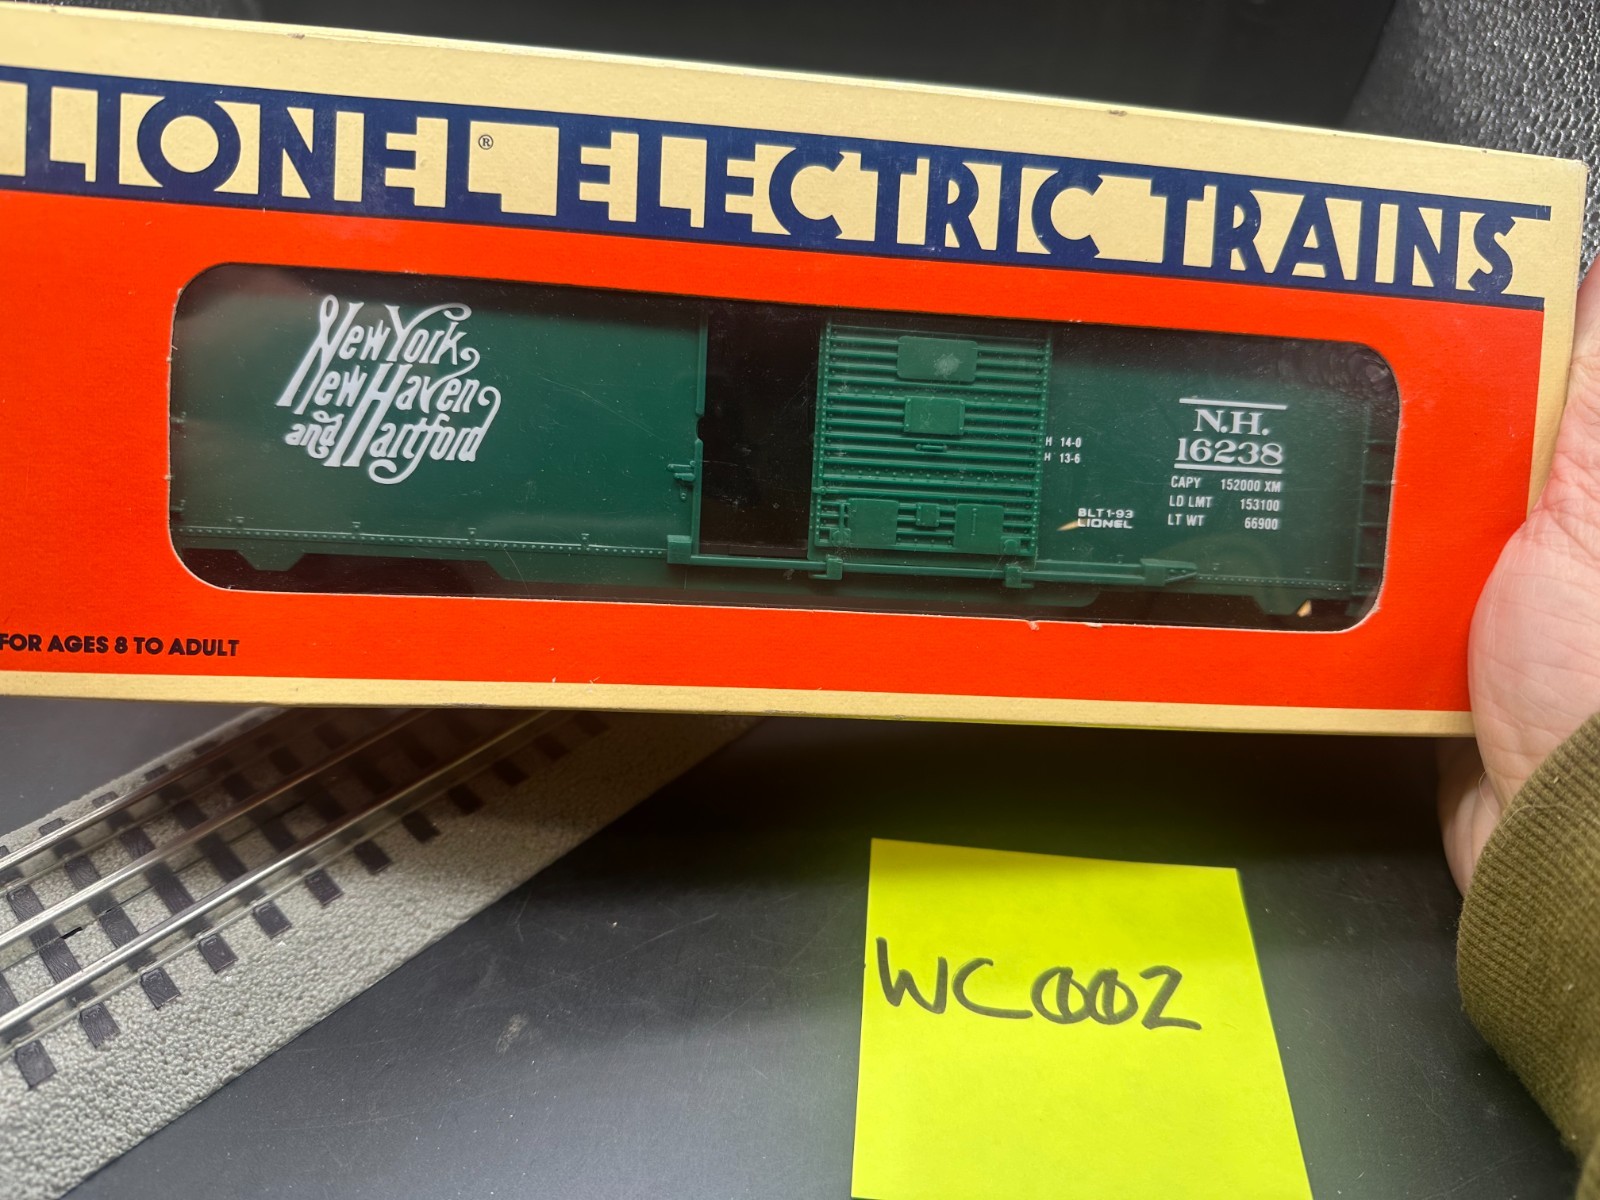 LIONEL® ELECTRIC TRAINS
New York
New Haven
and Hartford
H 14-0
H 13-6
BLT 1-93
LIONEL
N.H.
16238
CAPY 152000 XM
LD LMT 153100
LT WT 66900
FOR AGES 8 TO ADULT
WC002